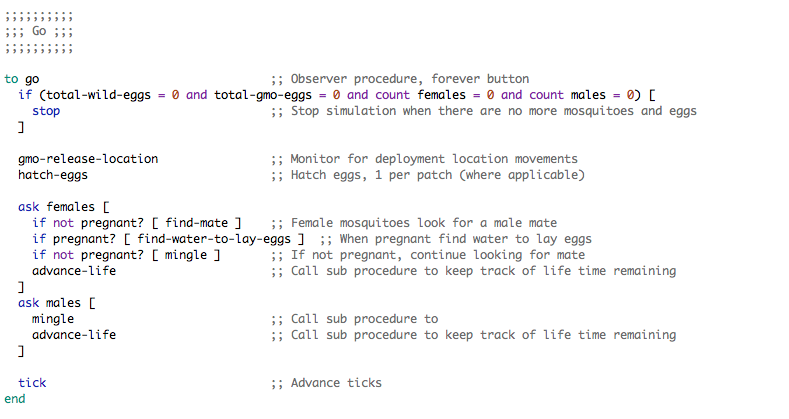 ;;;;;;;;;;
;;; Go ;;;
;;;;;;;;;;

to go                                 ;; Observer procedure, forever button
  if (total-wild-eggs = 0 and total-gmo-eggs = 0 and count females = 0 and count males = 0) [
    stop                              ;; Stop simulation when there are no more mosquitoes and eggs
  ]

  gmo-release-location                ;; Monitor for deployment location movements
  hatch-eggs                          ;; Hatch eggs, 1 per patch (where applicable)

  ask females [
    if not pregnant? [ find-mate ]    ;; Female mosquitoes look for a male mate
    if pregnant? [ find-water-to-lay-eggs ]  ;; When pregnant find water to lay eggs
    if not pregnant? [ mingle ]       ;; If not pregnant, continue looking for mate
    advance-life                      ;; Call sub procedure to keep track of life time remaining
  ]
  ask males [
    mingle                            ;; Call sub procedure to
    advance-life                      ;; Call sub procedure to keep track of life time remaining
  ]

  tick                                ;; Advance ticks
end